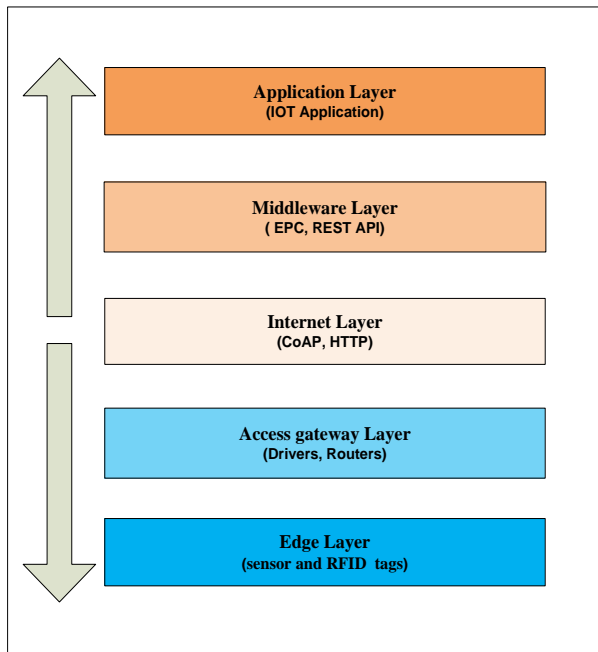 Application Layer
(IOT Application)
Middleware Layer
( EPC, REST API)
Internet Layer
(CoAP, HTTP)
Access gateway Layer
(Drivers, Routers)
Edge Layer
(sensor and RFID tags)